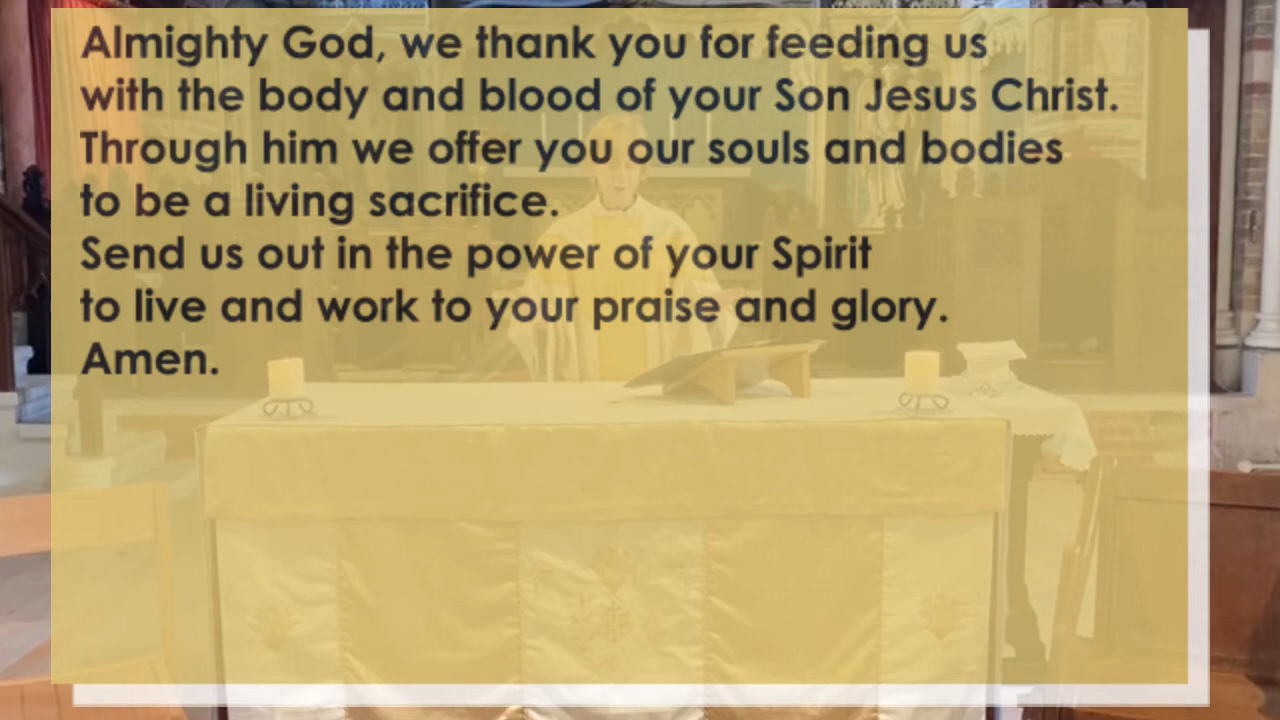 Almighty God, we thank you for feeding us
with the body and blood of your Son Jesus Christ.
Through him we offer you our souls and bodies
to be a living sacrifice.
Send us out in the power of your Spirit
to live and work to your praise and glory.
Amen.